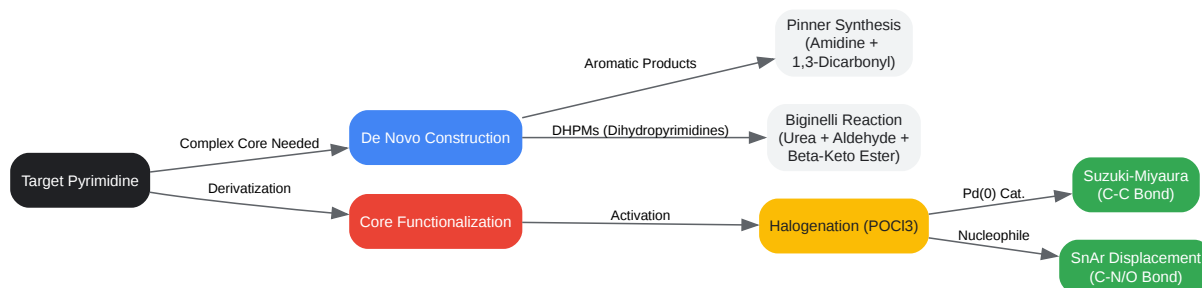 Target Pyrimidine
Complex Core Needed
Derivatization
De Novo Construction
Core Functionalization
Aromatic Products
DHPMs (Dihydropyrimidines)
Activation
Pinner Synthesis
(Amidine +
1,3-Dicarbonyl)
Biginelli Reaction
(Urea + Aldehyde +
Beta-Keto Ester)
Halogenation (POCl3)
Pd(0) Cat.
Nucleophile
Suzuki-Miyaura
(C-C Bond)
SnAr Displacement
(C-N/O Bond)